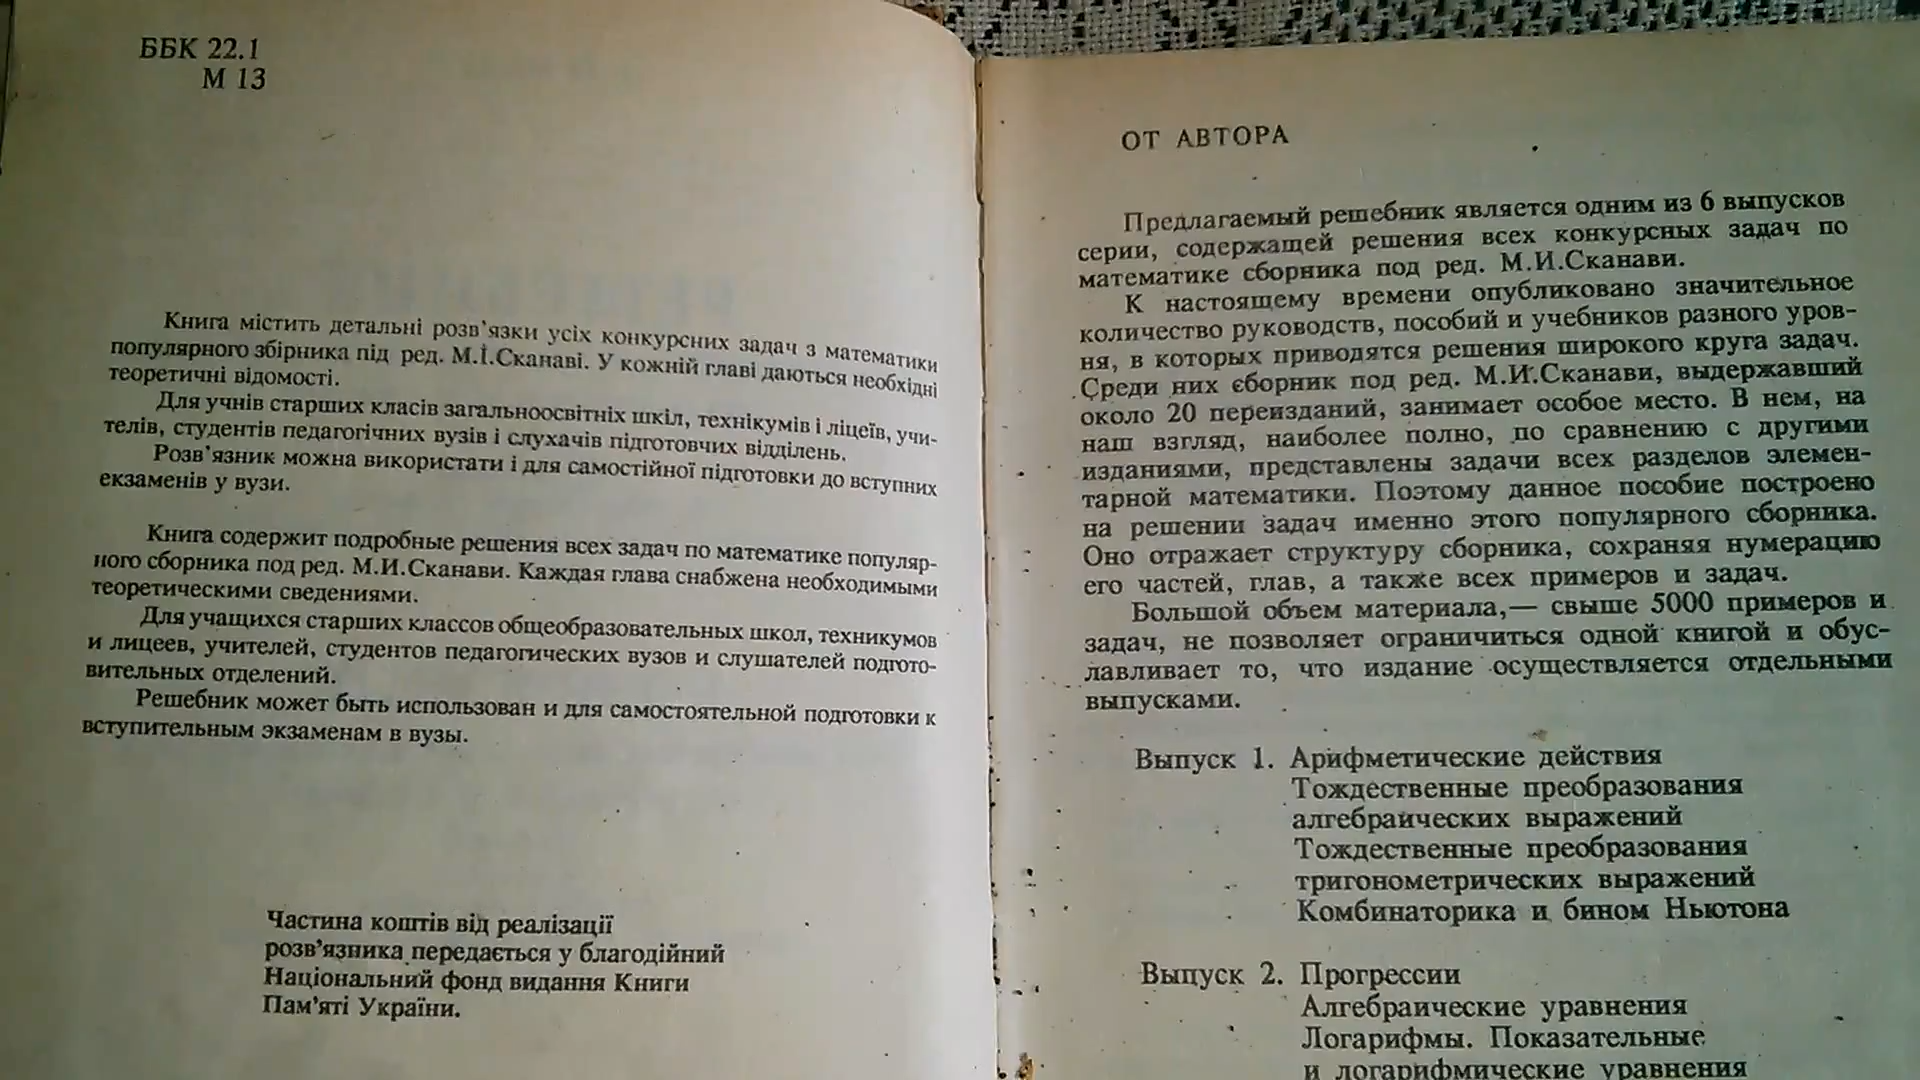 ББК 22.1
М 13
Книга містить детальні розв'язки усіх конкурсних задач з математики
популярного збірника під ред. М.І.Сканаві. У кожній главі даються необхідні
теоретичні відомості.
Для учнів старших класів загальноосвітніх шкіл, технікумів і ліцеїв, учи-
телів, студентів педагогічних вузів і слухачів підготовчих відділень.
Розв'язник можна використати і для самостійної підготовки до вступних
екзаменів у вузи.
Книга содержит подробные решения всех задач по математике популяр-
ного сборника под ред. М.И.Сканави. Каждая глава снабжена необходимыми
теоретическими сведениями.
Для учащихся старших классов общеобразовательных школ, техникумов
и лицеев, учителей, студентов педагогических вузов и слушателей подгото-
вительных отделений.
Решебник может быть использован и для самостоятельной подготовки к
вступительным экзаменам в вузы.
Частина коштів від реалізації
розв'язника передається у благодійний
Національний фонд видання Книги
Пам'яті України.
ОТ АВТОРА
Предлагаемый решебник является одним из 6 выпусков
серии, содержащей решения всех конкурсных задач по
математике сборника под ред. М.И.Сканави.
К настоящему времени опубликовано значительное
количество руководств, пособий и учебников разного уров-
ня, в которых приводятся решения широкого круга задач.
Среди них сборник под ред. М.И.Сканави, выдержавший
около 20 переизданий, занимает особое место. В нем, на
наш взгляд, наиболее полно, по сравнению с другими
изданиями, представлены задачи всех разделов элемен-
тарной математики. Поэтому данное пособие построено
на решении задач именно этого популярного сборника.
Оно отражает структуру сборника, сохраняя нумерацию
его частей, глав, а также всех примеров и задач.
Большой объем материала,— свыше 5000 примеров и
задач, не позволяет ограничиться одной книгой и обус-
лавливает то, что издание осуществляется отдельными
выпусками.
Выпуск 1. Арифметические действия
Тождественные преобразования
алгебраических выражений
Тождественные преобразования
тригонометрических выражений
Комбинаторика и бином Ньютона
Выпуск 2. Прогрессии
Алгебраические уравнения
Логарифмы. Показательные
и логарифмические уравнения